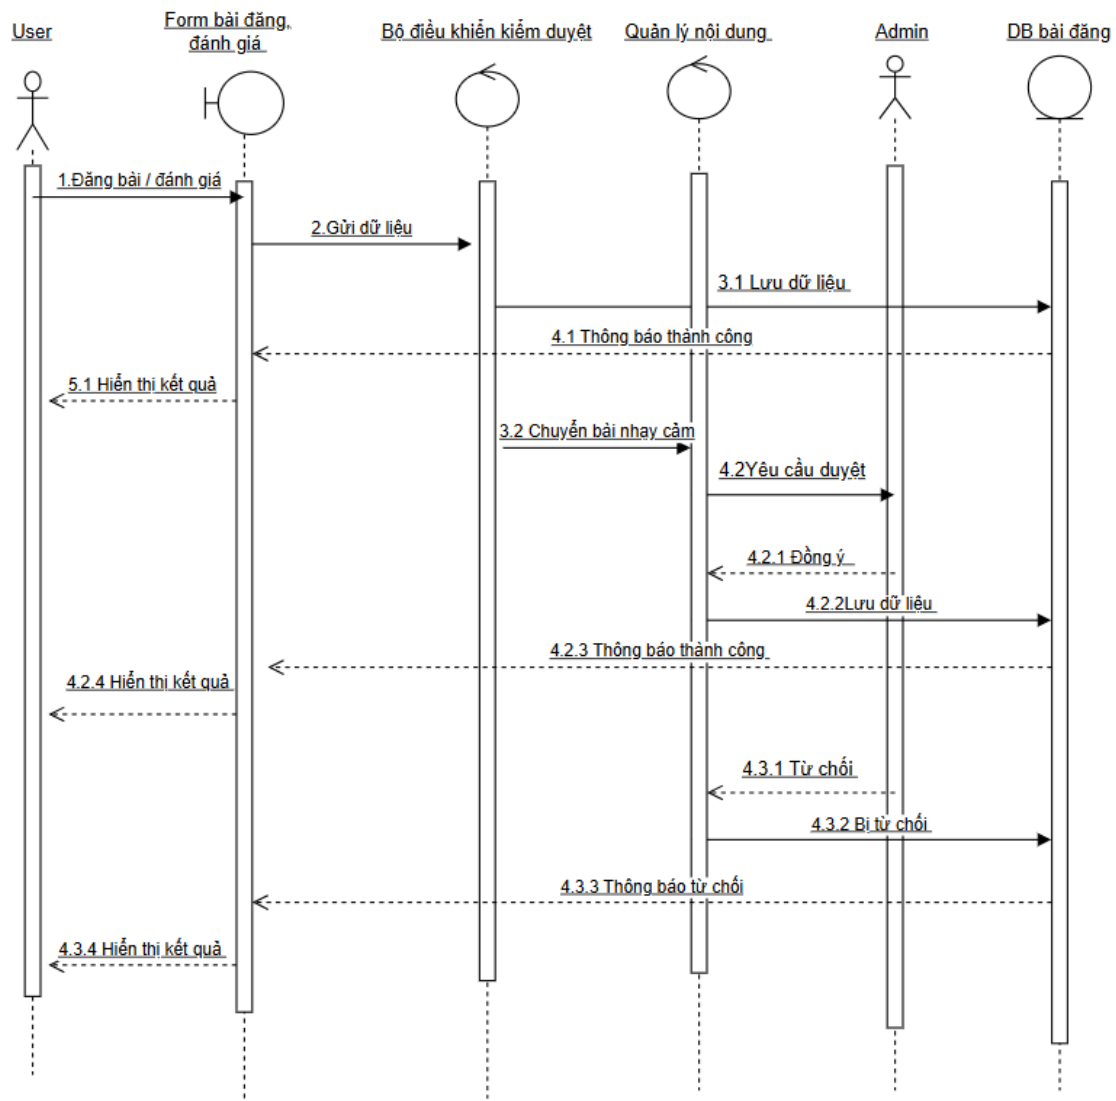 User
Form bài đăng,
đánh giá
Bộ điều khiển kiểm duyệt
Quản lý nội dung
Admin
DB bài đăng
1.Đăng bài / đánh giá
2.Gửi dữ liệu
3.1 Lưu dữ liệu
4.1 Thông báo thành công
5.1 Hiển thị kết quả
3.2 Chuyển bài nhạy cảm
4.2Yêu cầu duyệt
4.2.1 Đồng ý
4.2.2Lưu dữ liệu
4.2.3 Thông báo thành công
4.2.4 Hiển thị kết quả
4.3.1 Từ chối
4.3.2 Bị từ chối
4.3.3 Thông báo từ chối
4.3.4 Hiển thị kết quả